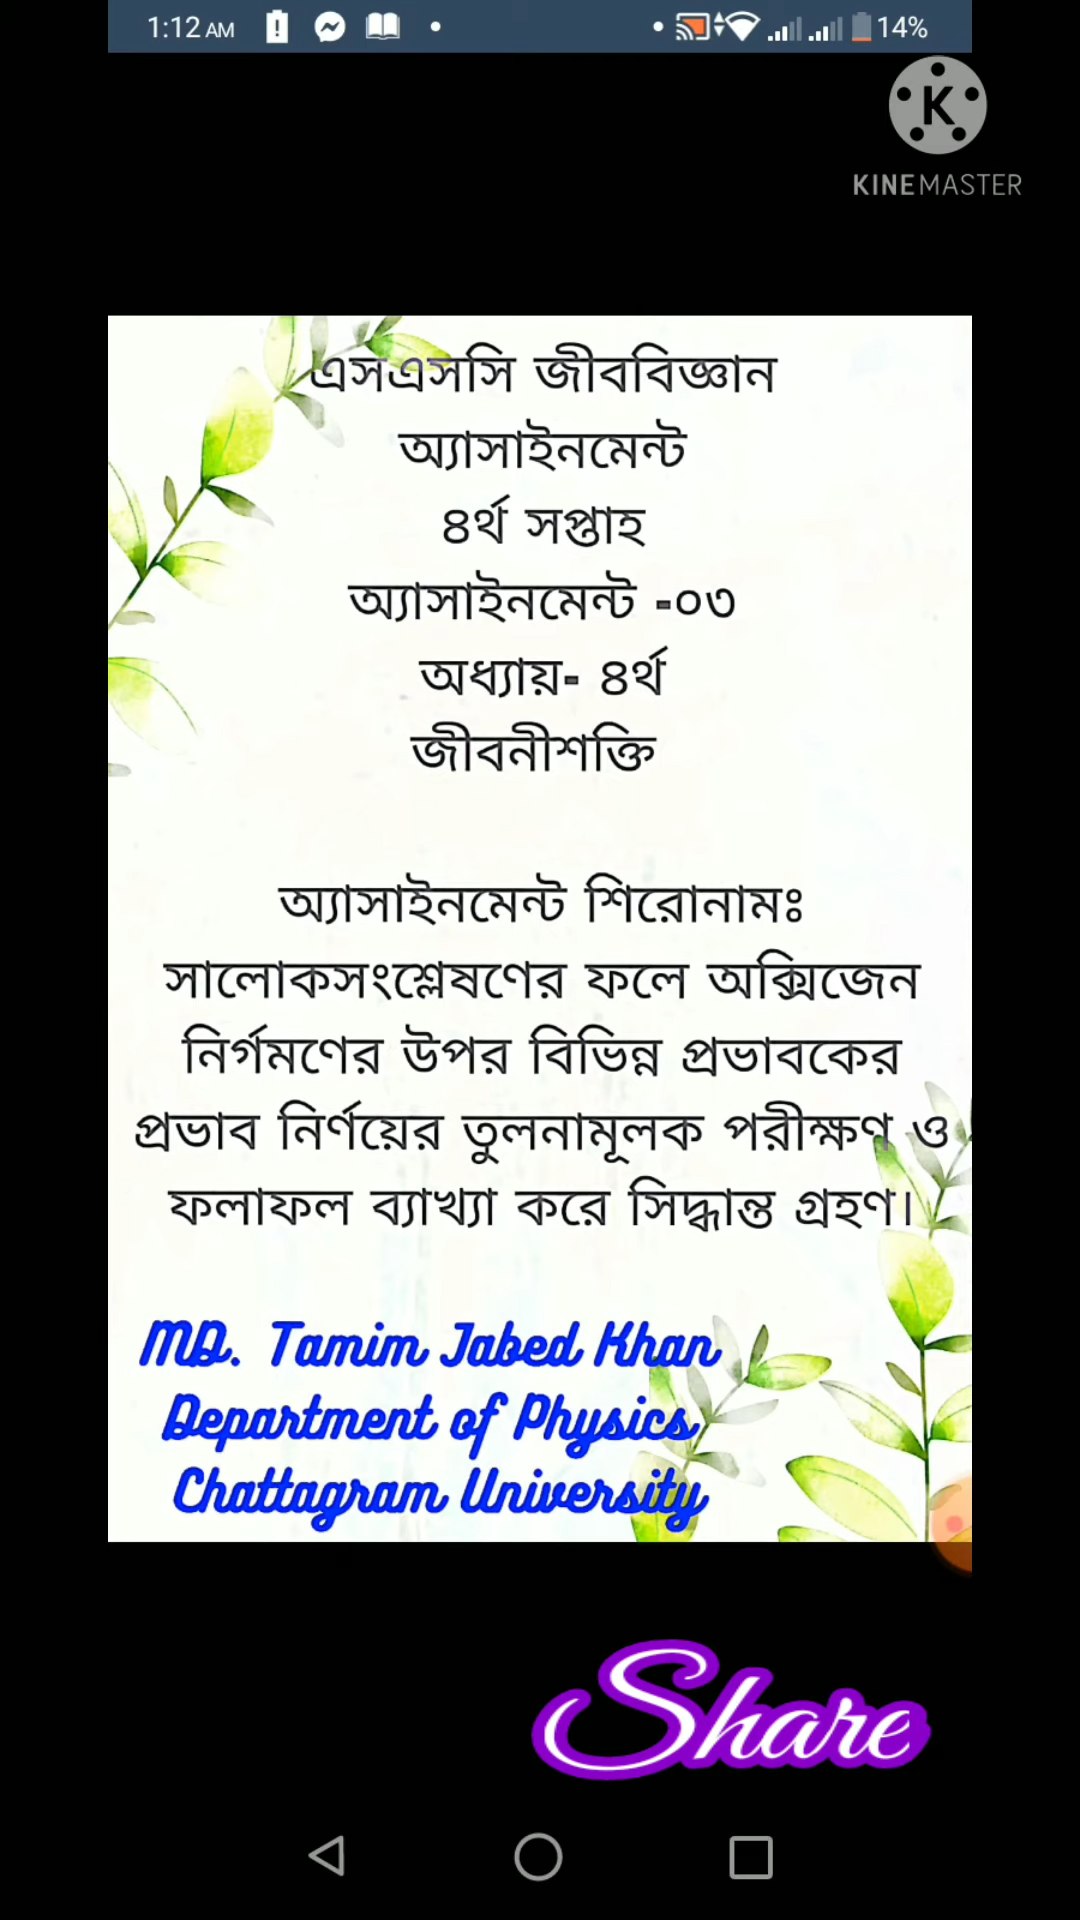 1:12 AM
14%
K
KINEMASTER
এসএসসি জীববিজ্ঞান
অ্যাসাইনমেন্ট
৪র্থ সপ্তাহ
অ্যাসাইনমেন্ট -০৩
অধ্যায়- ৪র্থ
জীবনীশক্তি
অ্যাসাইনমেন্ট শিরোনামঃ
সালোকসংশ্লেষণের ফলে অক্সিজেন
নির্গমণের উপর বিভিন্ন প্রভাবকের
প্রভাব নির্ণয়ের তুলনামূলক পরীক্ষণ ও
ফলাফল ব্যাখ্যা করে সিদ্ধান্ত গ্রহণ।
MD. Tamim Jabed Khan
Department of Physics
Chattagram University
Share